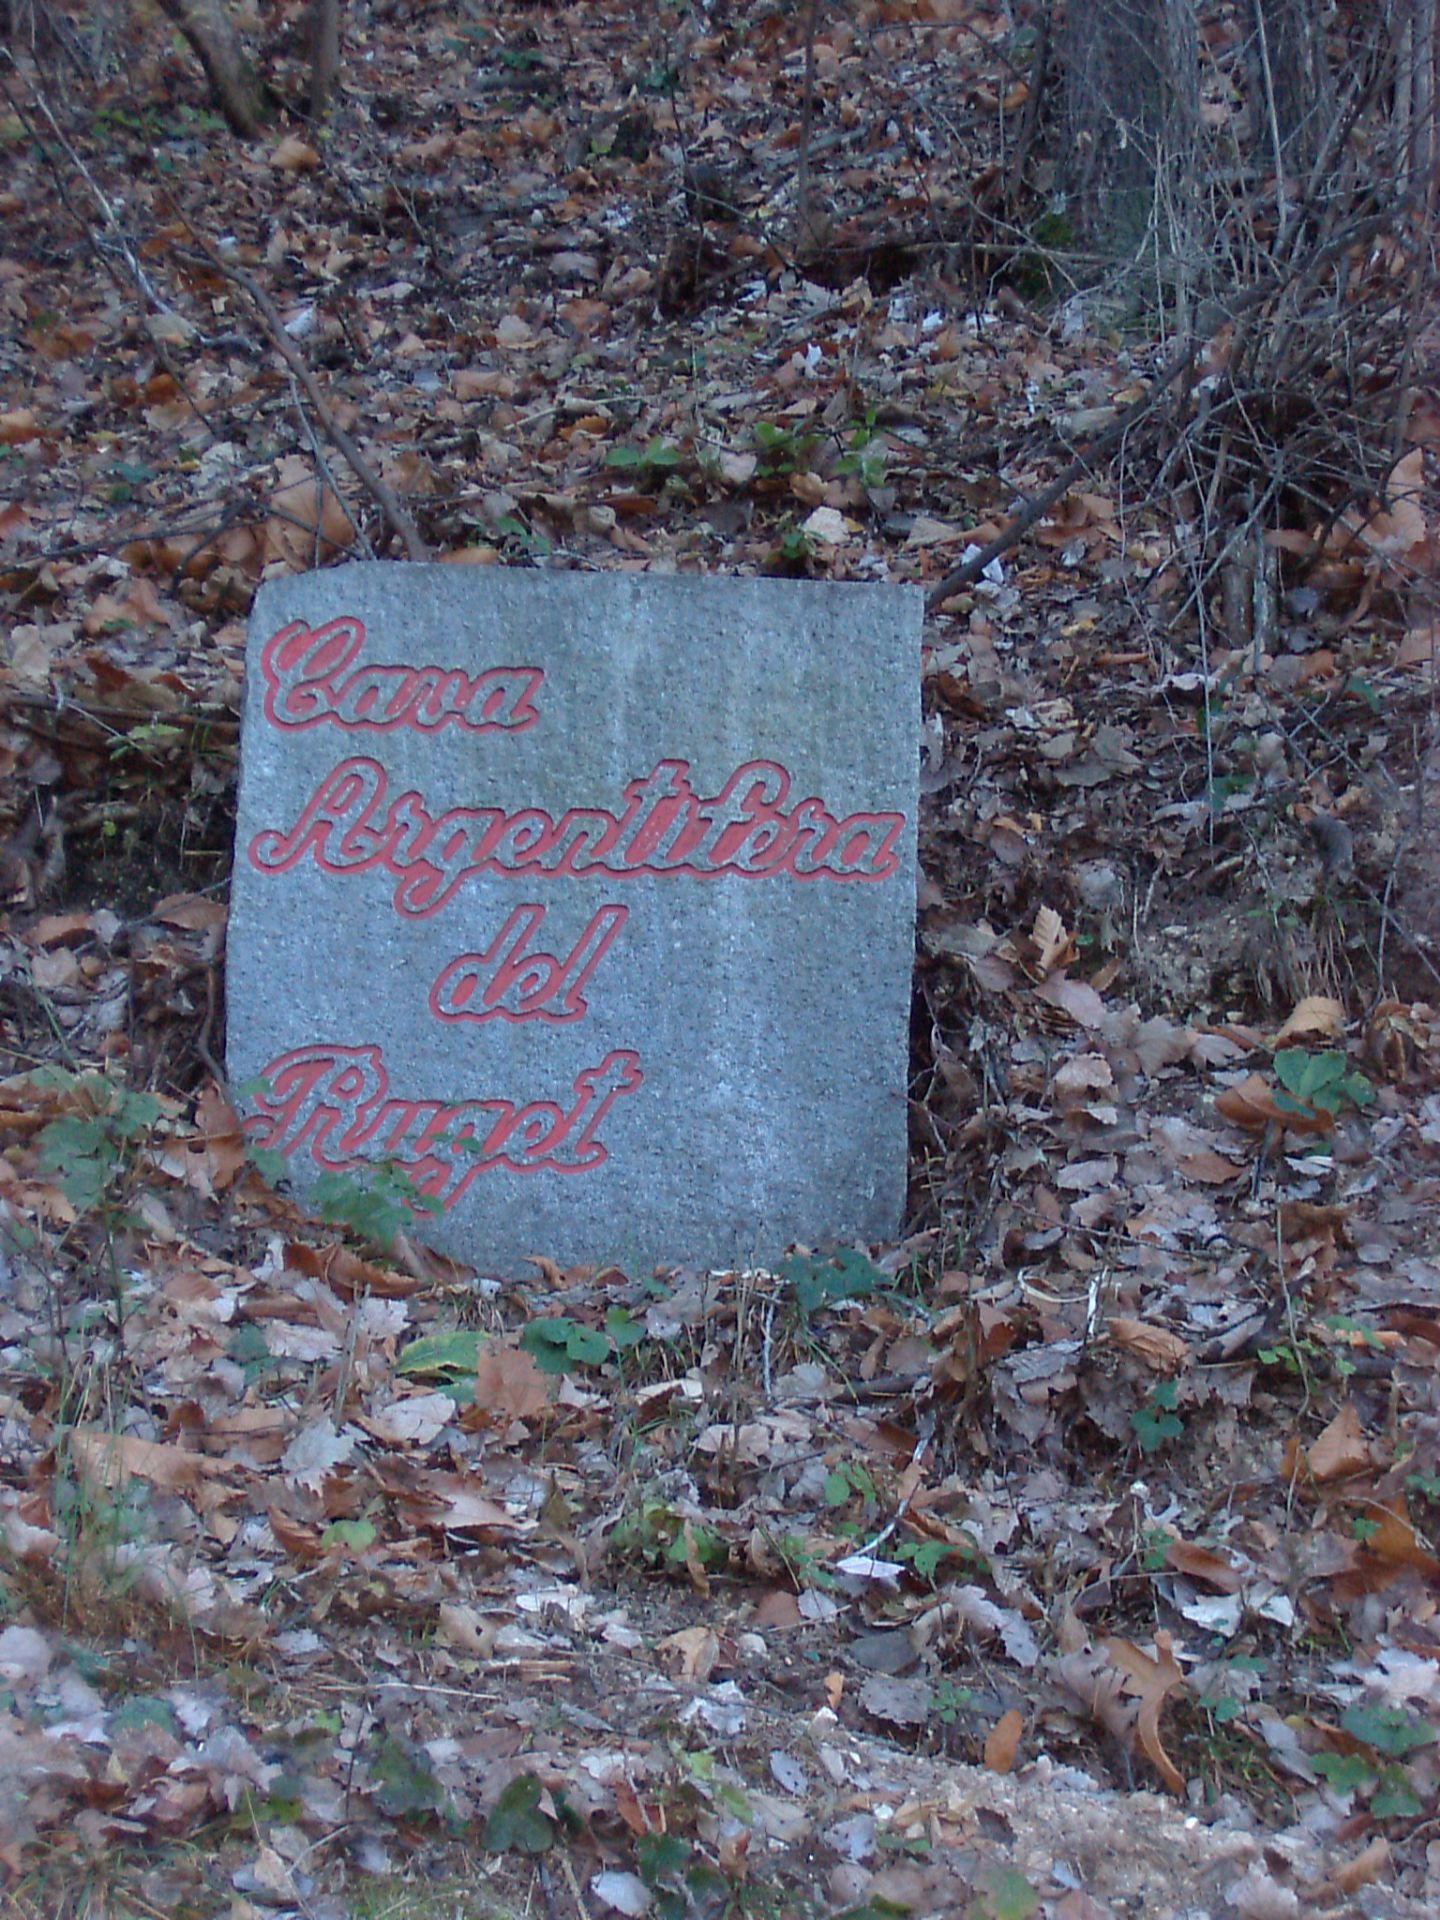 Cava
Argentifera
del
Ruget